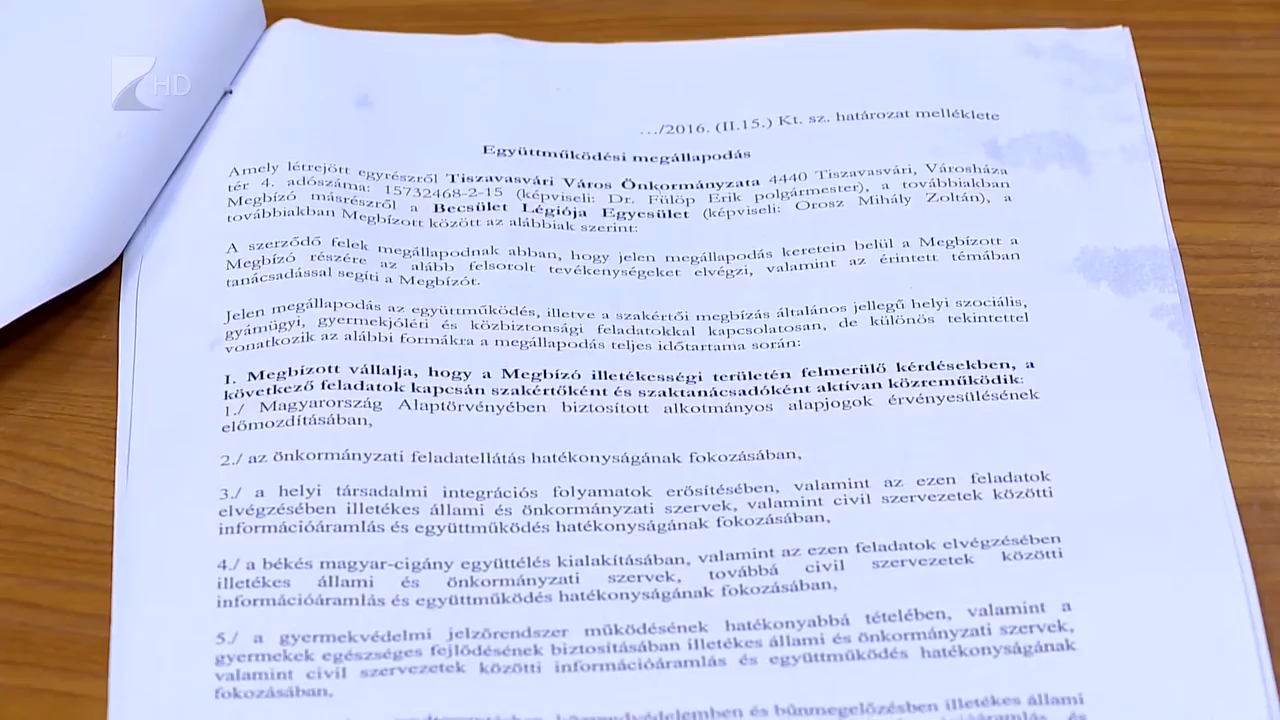 HD
…/2016. (II.15.) Kt. sz. határozat melléklete
Együttműködési megállapodás
Amely létrejött egyrészről Tiszavasvári Város Önkormányzata 4440 Tiszavasvári, Városháza
tér 4. adószáma: 15732468-2-15 (képviseli: Dr. Fülöp Erik polgármester), a továbbiakban
Megbízó másrészről a Becsület Légiója Egyesület (képviseli: Orosz Mihály Zoltán), a
továbbiakban Megbízott között az alábbiak szerint:
A szerződő felek megállapodnak abban, hogy jelen megállapodás keretein belül a Megbízott a
Megbízó részére az alább felsorolt tevékenységeket elvégzi, valamint az érintett témában
tanácsadással segíti a Megbízót.
Jelen megállapodás az együttműködés, illetve a szakértői megbízás általános jellegű helyi szociális,
gyámügyi, gyermekjóléti és közbiztonsági feladatokkal kapcsolatosan, de különös tekintettel
vonatkozik az alábbi formákra a megállapodás teljes időtartama során:
I. Megbízott vállalja, hogy a Megbízó illetékességi területén felmerülő kérdésekben, a
következő feladatok kapcsán szakértőként és szaktanácsadóként aktívan közreműködik:
1./ Magyarország Alaptörvényében biztosított alkotmányos alapjogok érvényesülésének
előmozdításában,
2./ az önkormányzati feladatellátás hatékonyságának fokozásában,
3./ a helyi társadalmi integrációs folyamatok erősítésében, valamint az ezen feladatok
elvégzésében illetékes állami és önkormányzati szervek, valamint civil szervezetek közötti
információáramlás és együttműködés hatékonyságának fokozásában,
4./ a békés magyar-cigány együttélés kialakításában, valamint az ezen feladatok elvégzésében
illetékes állami és önkormányzati szervek, továbbá civil szervezetek közötti
információáramlás és együttműködés hatékonyságának fokozásában,
5./ a gyermekvédelmi jelzőrendszer működésének hatékonyabbá tételében, valamint a
gyermekek egészséges fejlődésének biztosításában illetékes állami és önkormányzati szervek,
valamint civil szervezetek közötti információáramlás és együttműködés hatékonyságának
fokozásában,
és bűnmegelőzésben illetékes állami